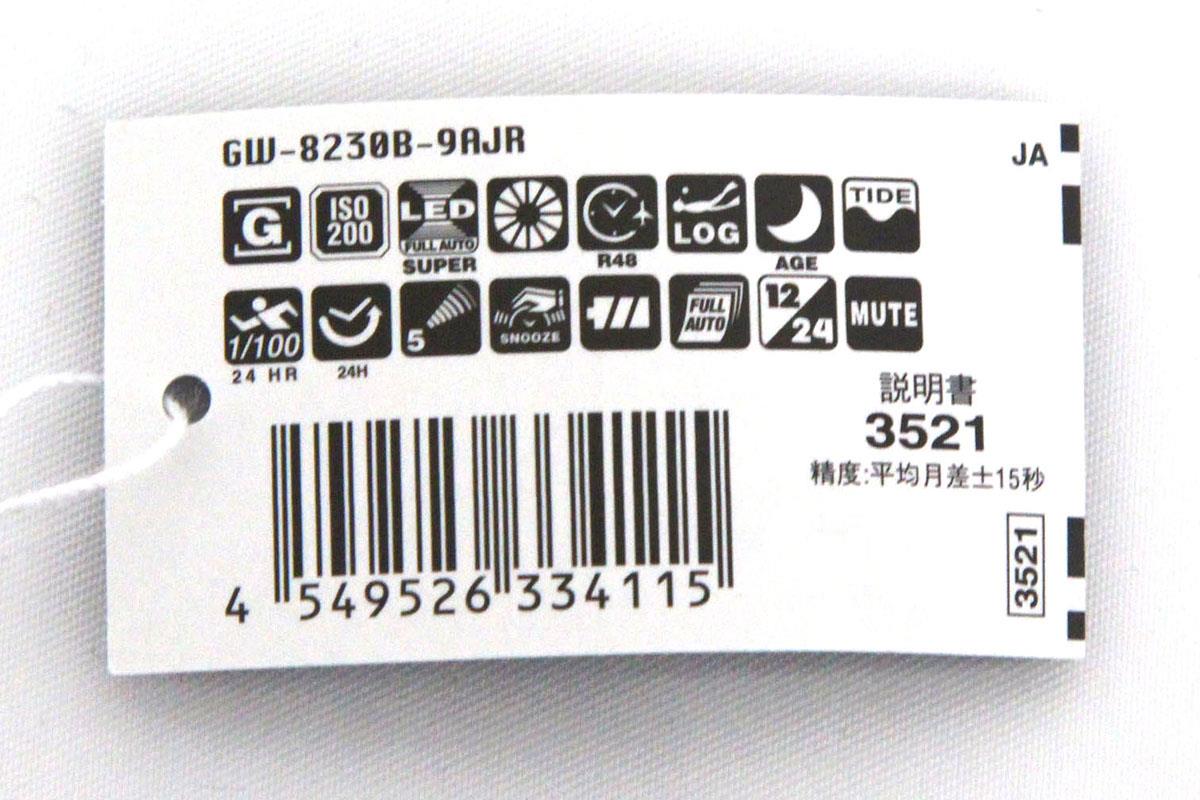 GW-8230B-9AJR
JA
G
ISO
200
LED
FULL AUTO
SUPER
R48
LOG
AGE
TIDE
1/100
24 HR
24H
5
SNOOZE
FULL
AUTO
12/24
MUTE
説明書
3521
精度:平均月差±15秒
3521
4 549526 334115